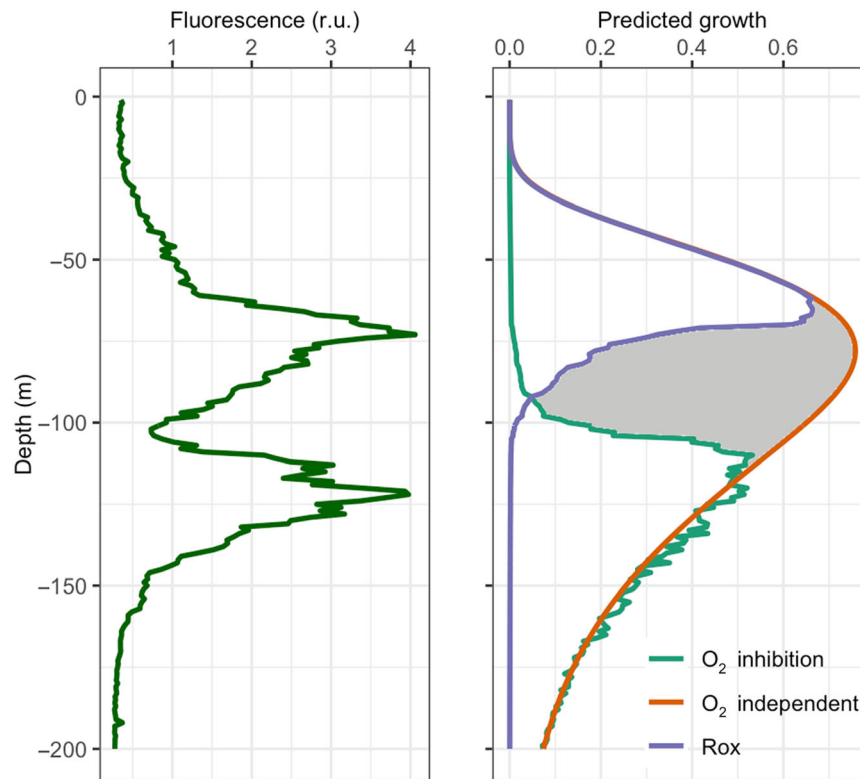 Fluorescence (r.u.)
Predicted growth
1 2 3 4
0.0 0.2 0.4 0.6
0
−50
−100
−150
−200
Depth (m)
O₂ inhibition
O₂ independent
Rox